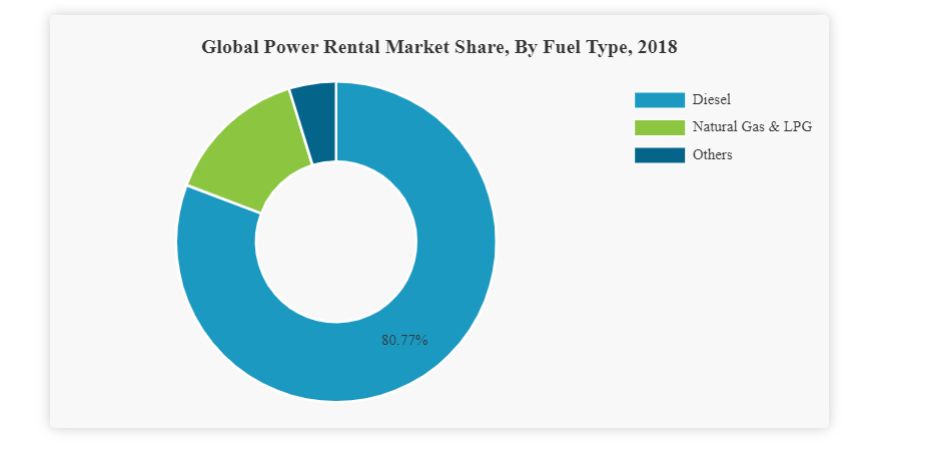 Global Power Rental Market Share, By Fuel Type, 2018
Diesel
Natural Gas & LPG
Others
80.77%